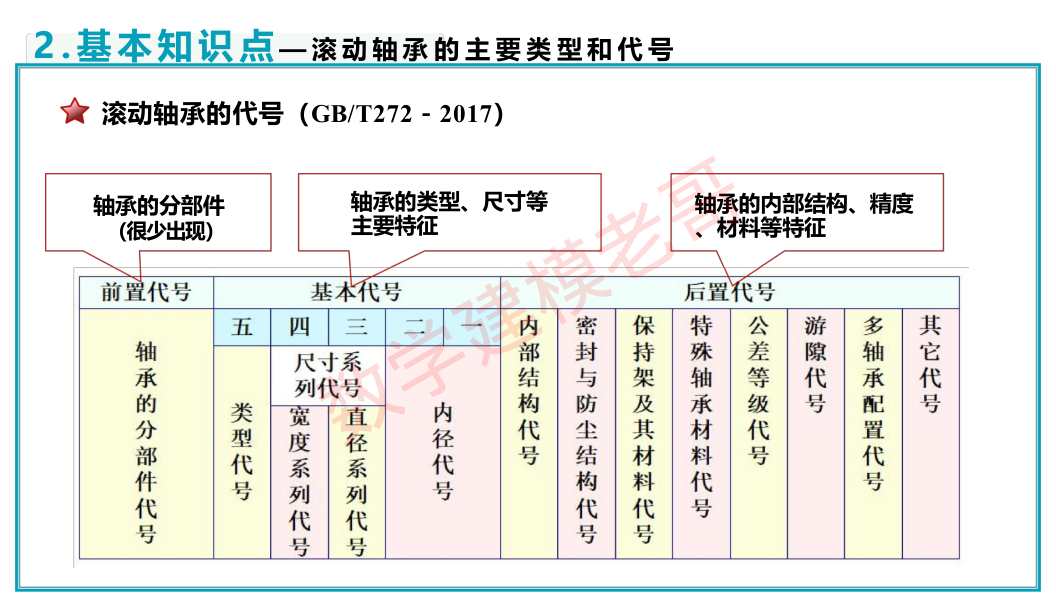 2.基本知识点—滚动轴承的主要类型和代号
滚动轴承的代号（GB/T272－2017）
轴承的分部件
（很少出现）
轴承的类型、尺寸等
主要特征
轴承的内部结构、精度
、材料等特征
前置代号
基本代号
后置代号
轴承的分部件代号
五
四
三
二
一
类型代号
尺寸系
列代号
宽度系列代号
直径系列代号
内径代号
内部结构代号
密封与防尘结构代号
保持架及其材料代号
特殊轴承材料代号
公差等级代号
游隙代号
多轴承配置代号
其它代号
数学建模老哥